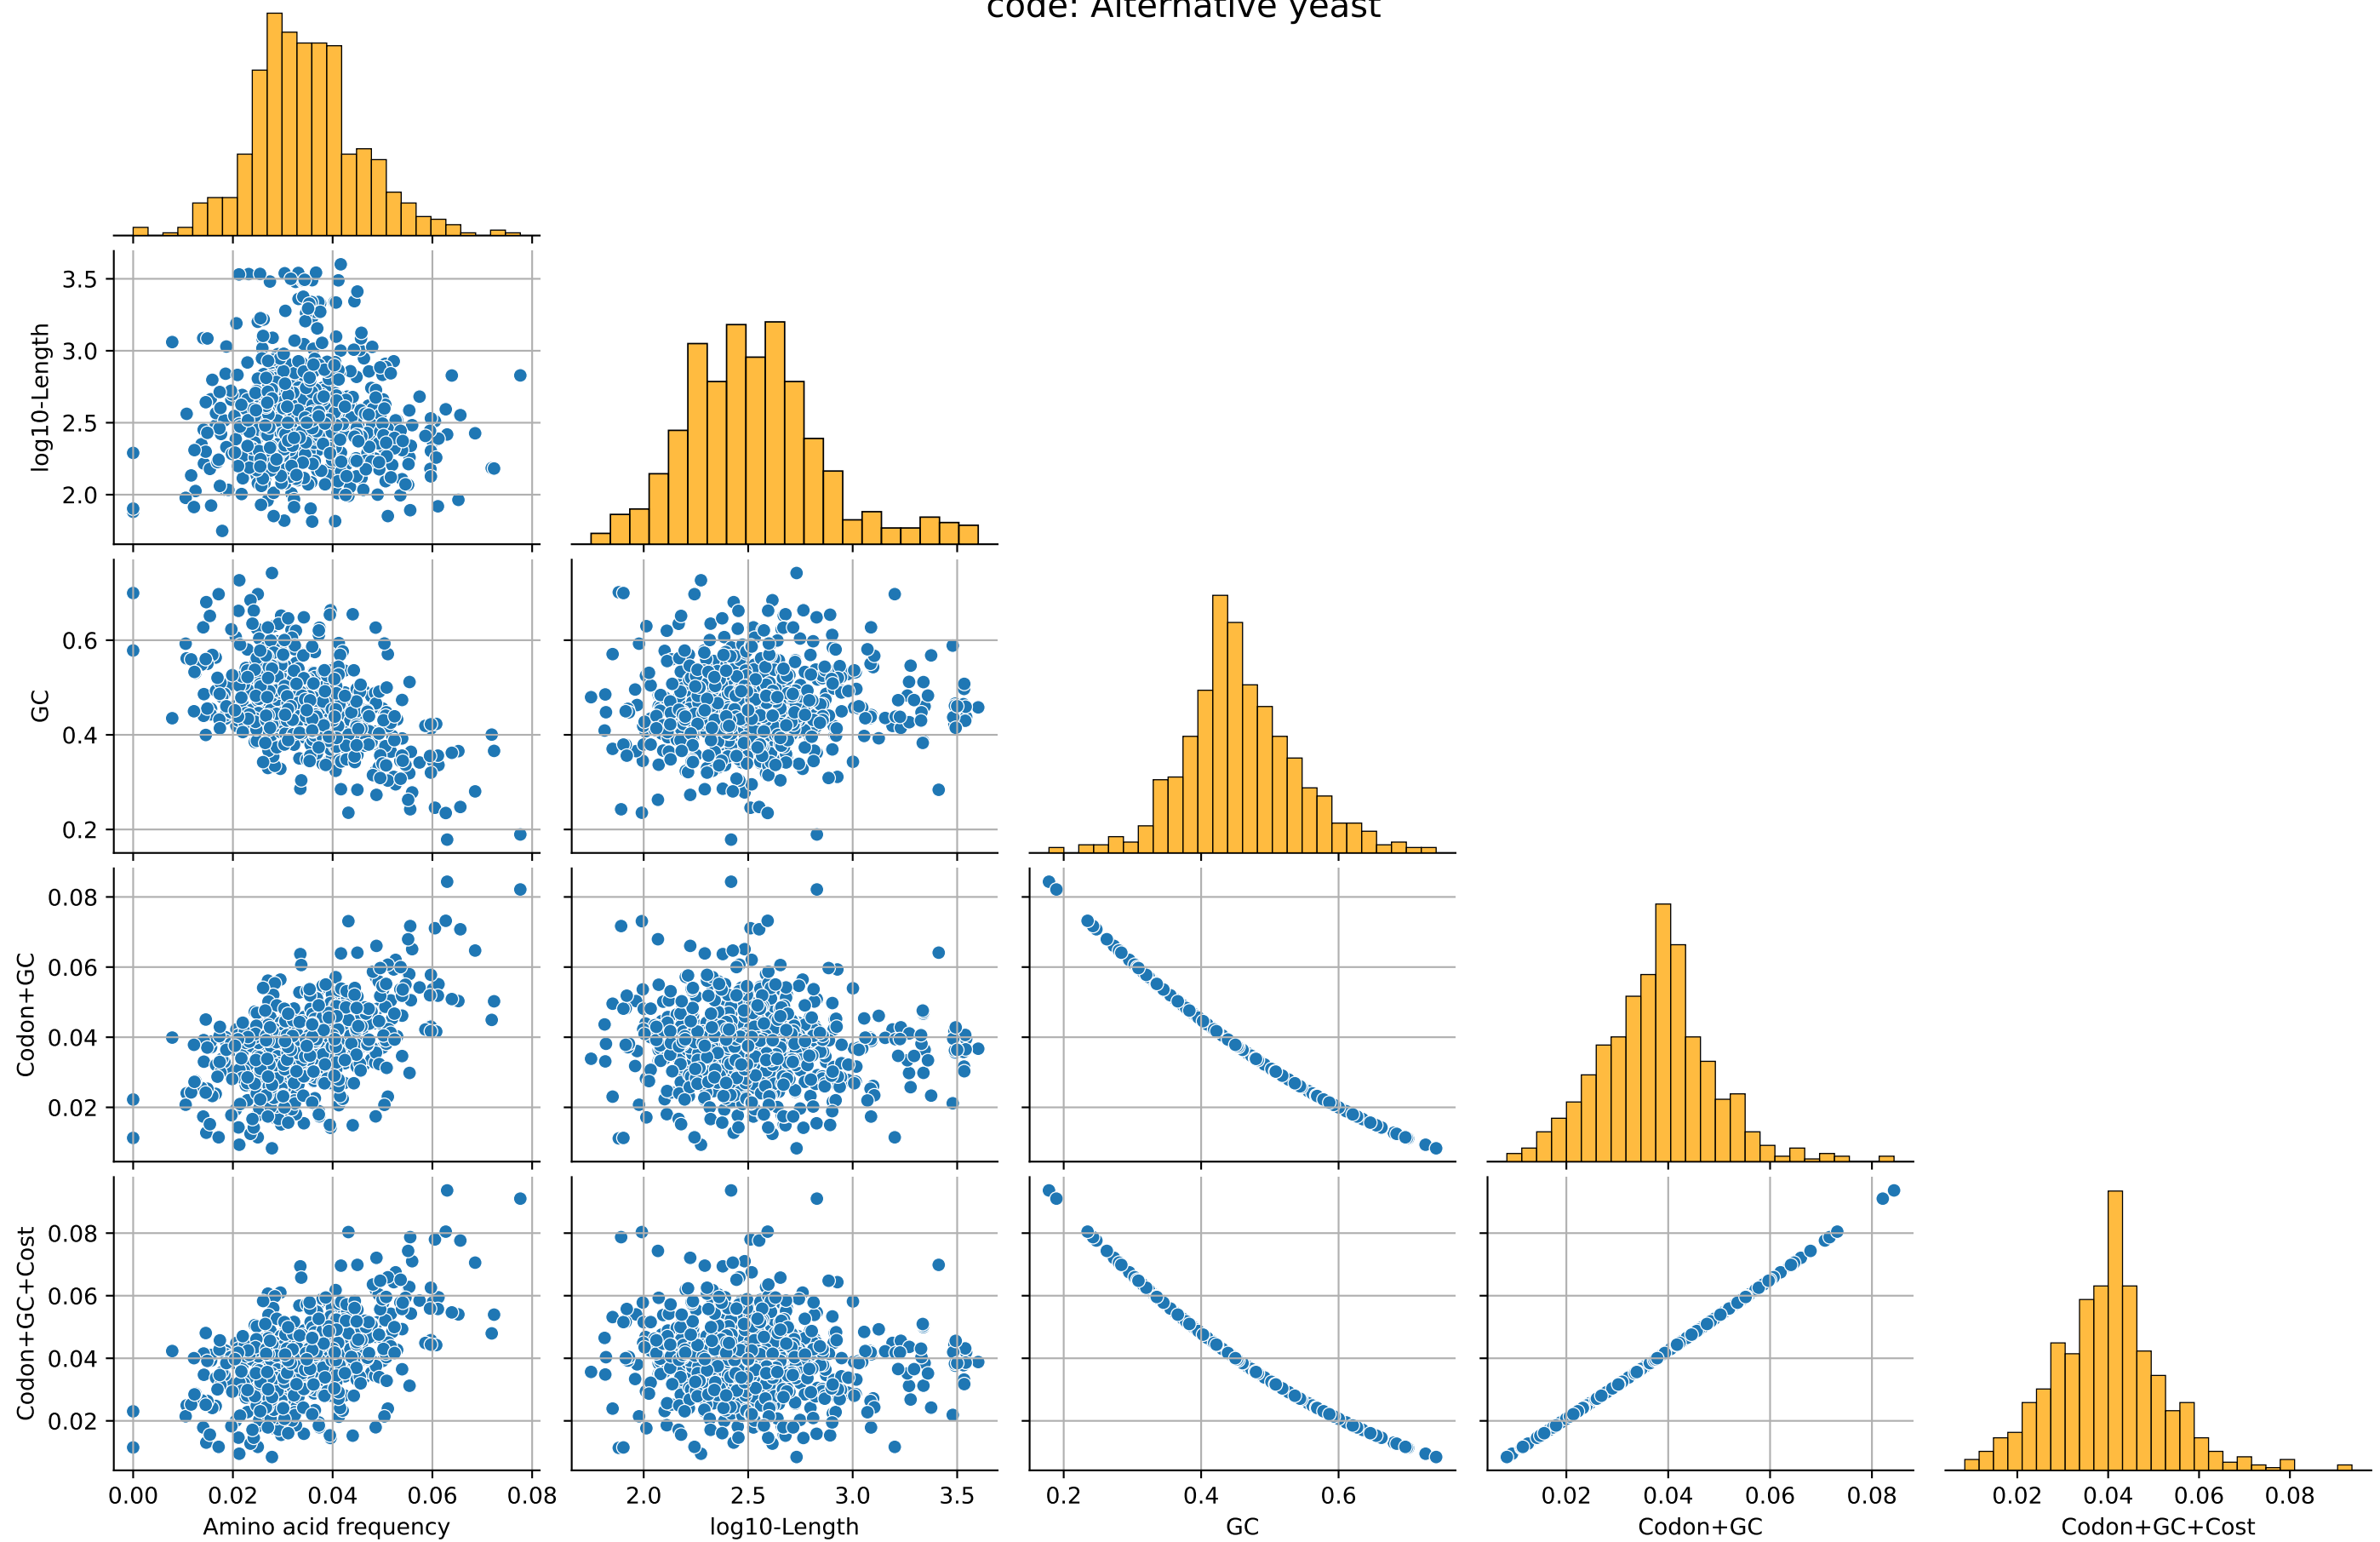 code: Alternative yeast
3.5
3.0
2.5
2.0
log10-Length
0.6
0.4
0.2
GC
0.08
0.06
0.04
0.02
Codon+GC
0.08
0.06
0.04
0.02
Codon+GC+Cost
0.00 0.02 0.04 0.06 0.08
2.0 2.5 3.0 3.5
0.2 0.4 0.6
0.02 0.04 0.06 0.08
0.02 0.04 0.06 0.08
Amino acid frequency
log10-Length
GC
Codon+GC
Codon+GC+Cost